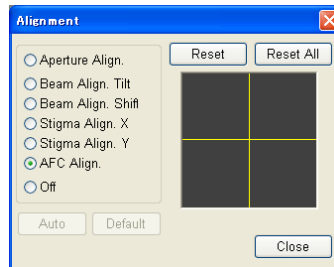 Alignment
Reset
Reset All
Aperture Align.
Beam Align. Tilt
Beam Align. Shift
Stigma Align. X
Stigma Align. Y
AFC Align.
Off
Auto
Default
Close